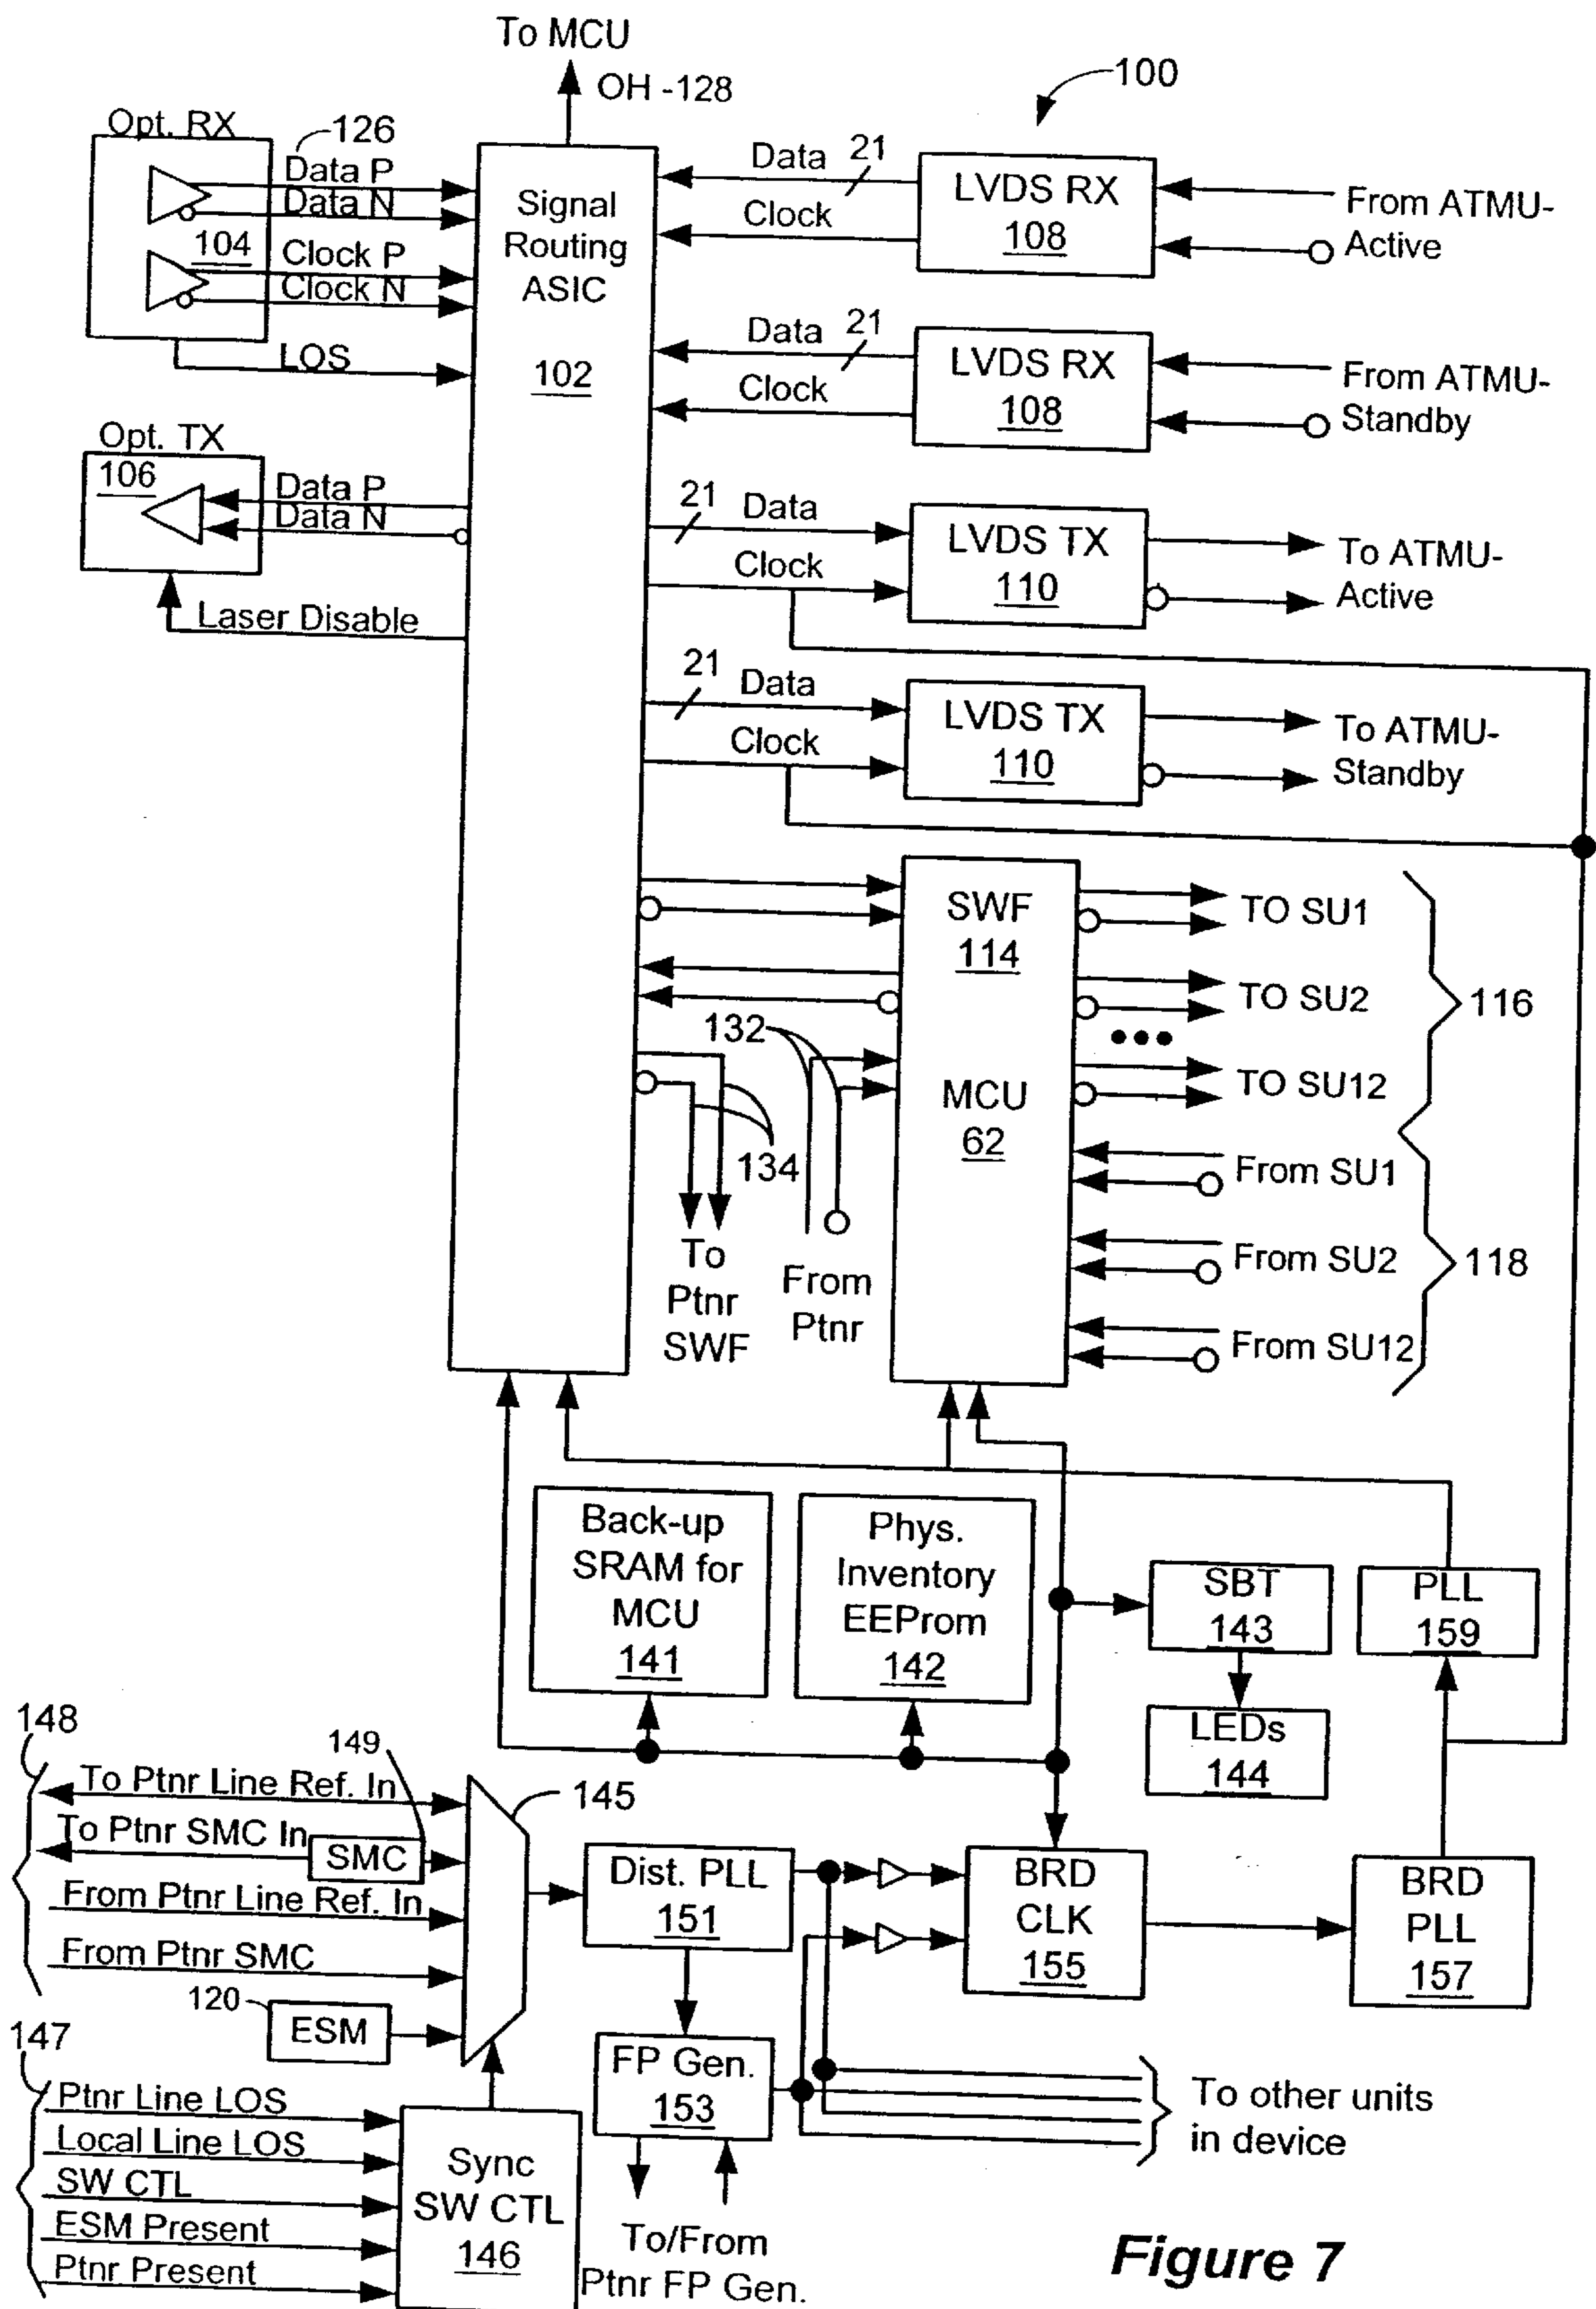 To MCU
OH -128
100
Opt. RX
126
Data P
Data N
104
Clock P
Clock N
LOS
Signal
Routing
ASIC
102
Data
21
Clock
LVDS RX
108
From ATMU-
Active
Data
21
Clock
LVDS RX
108
From ATMU-
Standby
Opt. TX
106
Data P
Data N
Laser Disable
21
Data
Clock
LVDS TX
110
To ATMU-
Active
21
Data
Clock
LVDS TX
110
To ATMU-
Standby
SWF
114
MCU
62
TO SU1
TO SU2
TO SU12
116
From SU1
From SU2
From SU12
118
132
134
To
Ptnr
SWF
From
Ptnr
Back-up
SRAM for
MCU
141
Phys.
Inventory
EEProm
142
SBT
143
LEDs
144
PLL
159
148
149
To Ptnr Line Ref. In
To Ptnr SMC In
SMC
From Ptnr Line Ref. In
From Ptnr SMC
120
ESM
145
Dist. PLL
151
BRD
CLK
155
BRD
PLL
157
147
Ptnr Line LOS
Local Line LOS
SW CTL
ESM Present
Ptnr Present
Sync
SW CTL
146
FP Gen.
153
To/From
Ptnr FP Gen.
To other units
in device
Figure 7